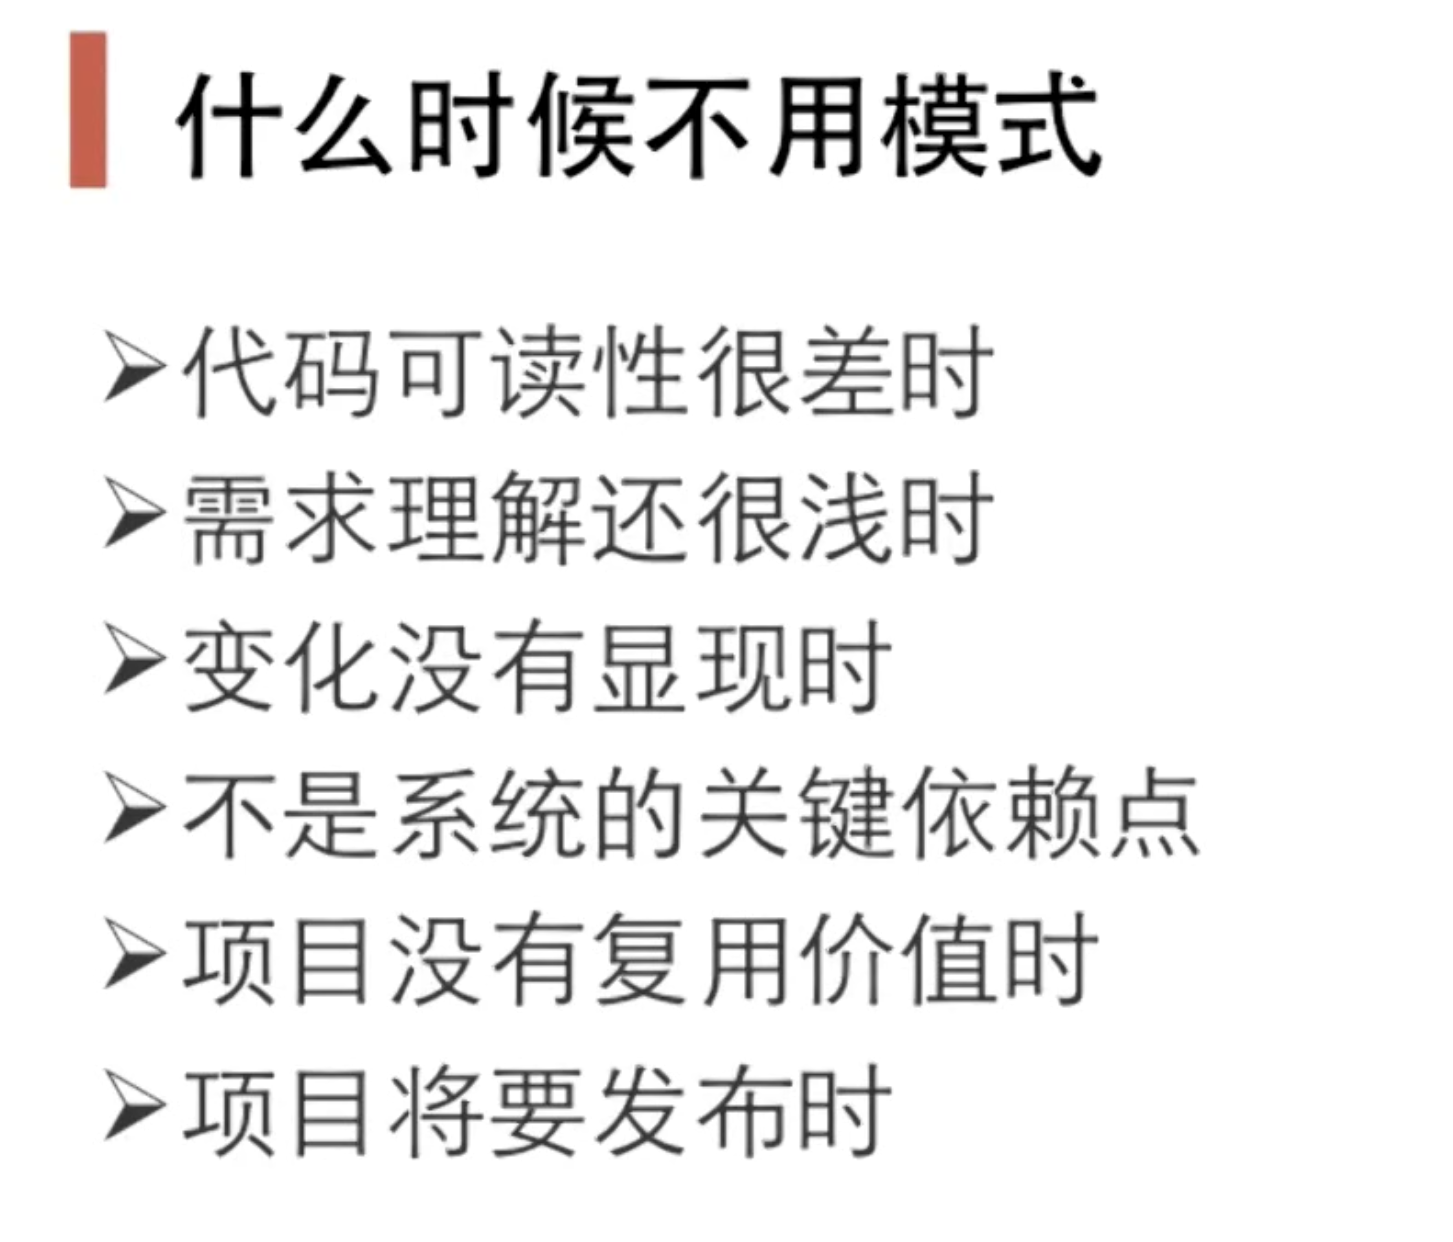 什么时候不用模式
代码可读性很差时
需求理解还很浅时
变化没有显现时
不是系统的关键依赖点
项目没有复用价值时
项目将要发布时